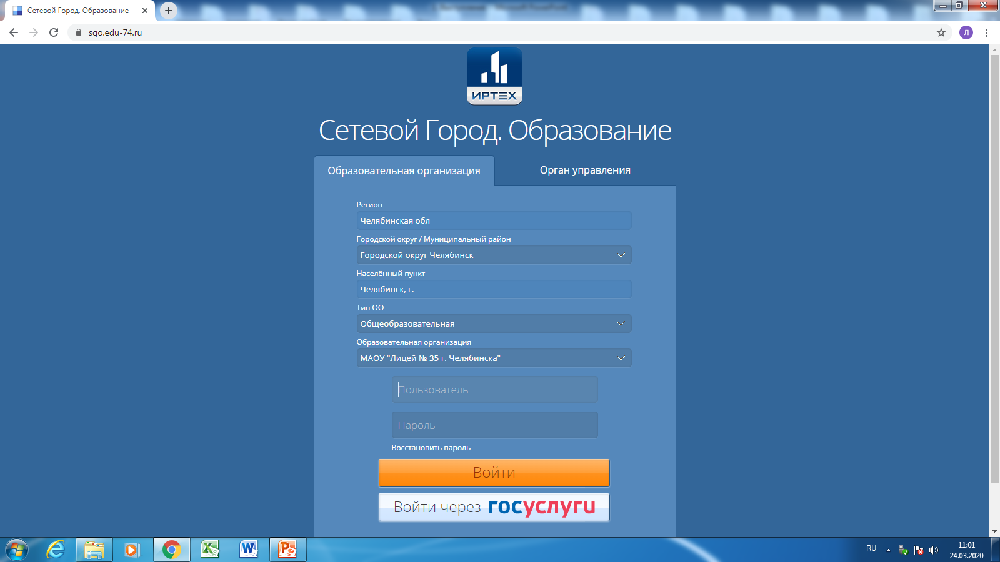 Сетевой Город. Образование
sgo.edu-74.ru
Л
ИРТЕХ
Сетевой Город. Образование
Образовательная организация
Орган управления
Регион
Челябинская обл
Городской округ / Муниципальный район
Городской округ Челябинск
Населённый пункт
Челябинск, г.
Тип ОО
Общеобразовательная
Образовательная организация
МАОУ "Лицей № 35 г. Челябинска"
Пользователь
Пароль
Восстановить пароль
Войти
Войти через госуслуги
RU
11:01
24.03.2020